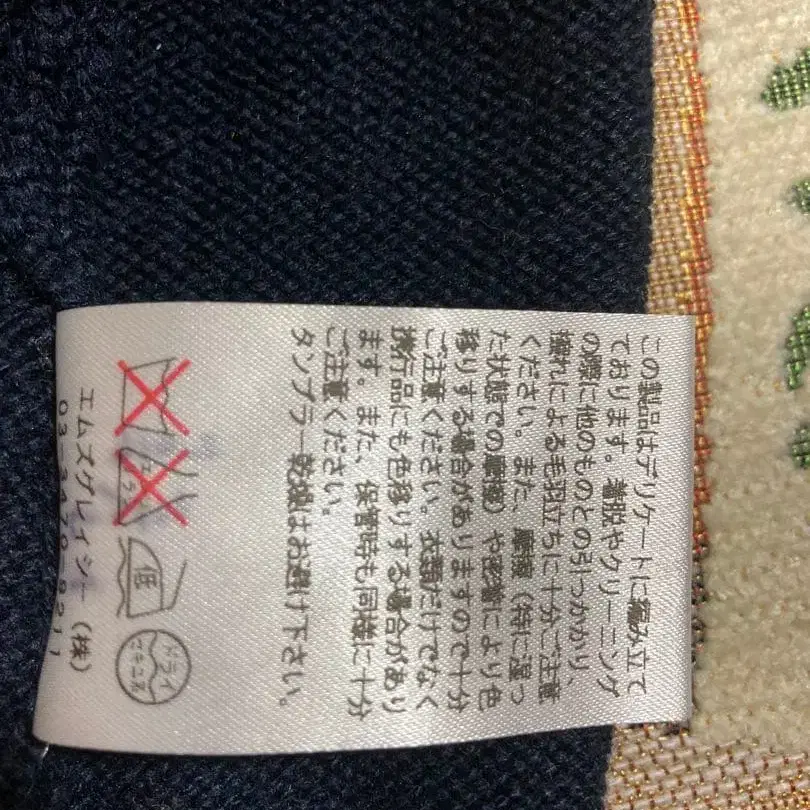 この製品はデリケートに編み立て
ております。着脱やクリーニング
の際に他のものとの引っかかり、
擦れによる毛羽立ちに十分ご注意
ください。また、摩擦（特に湿っ
た状態での摩擦）や密着により色
移りする場合がありますので十分
ご注意ください。衣類だけでなく
携行品にも色移りする場合があり
ます。また、保管時も同様に十分
ご注意ください。
タンブラー乾燥はお避け下さい。
低
ドライ
セキユ系
エムズグレイシー（株）
03-3470-8211